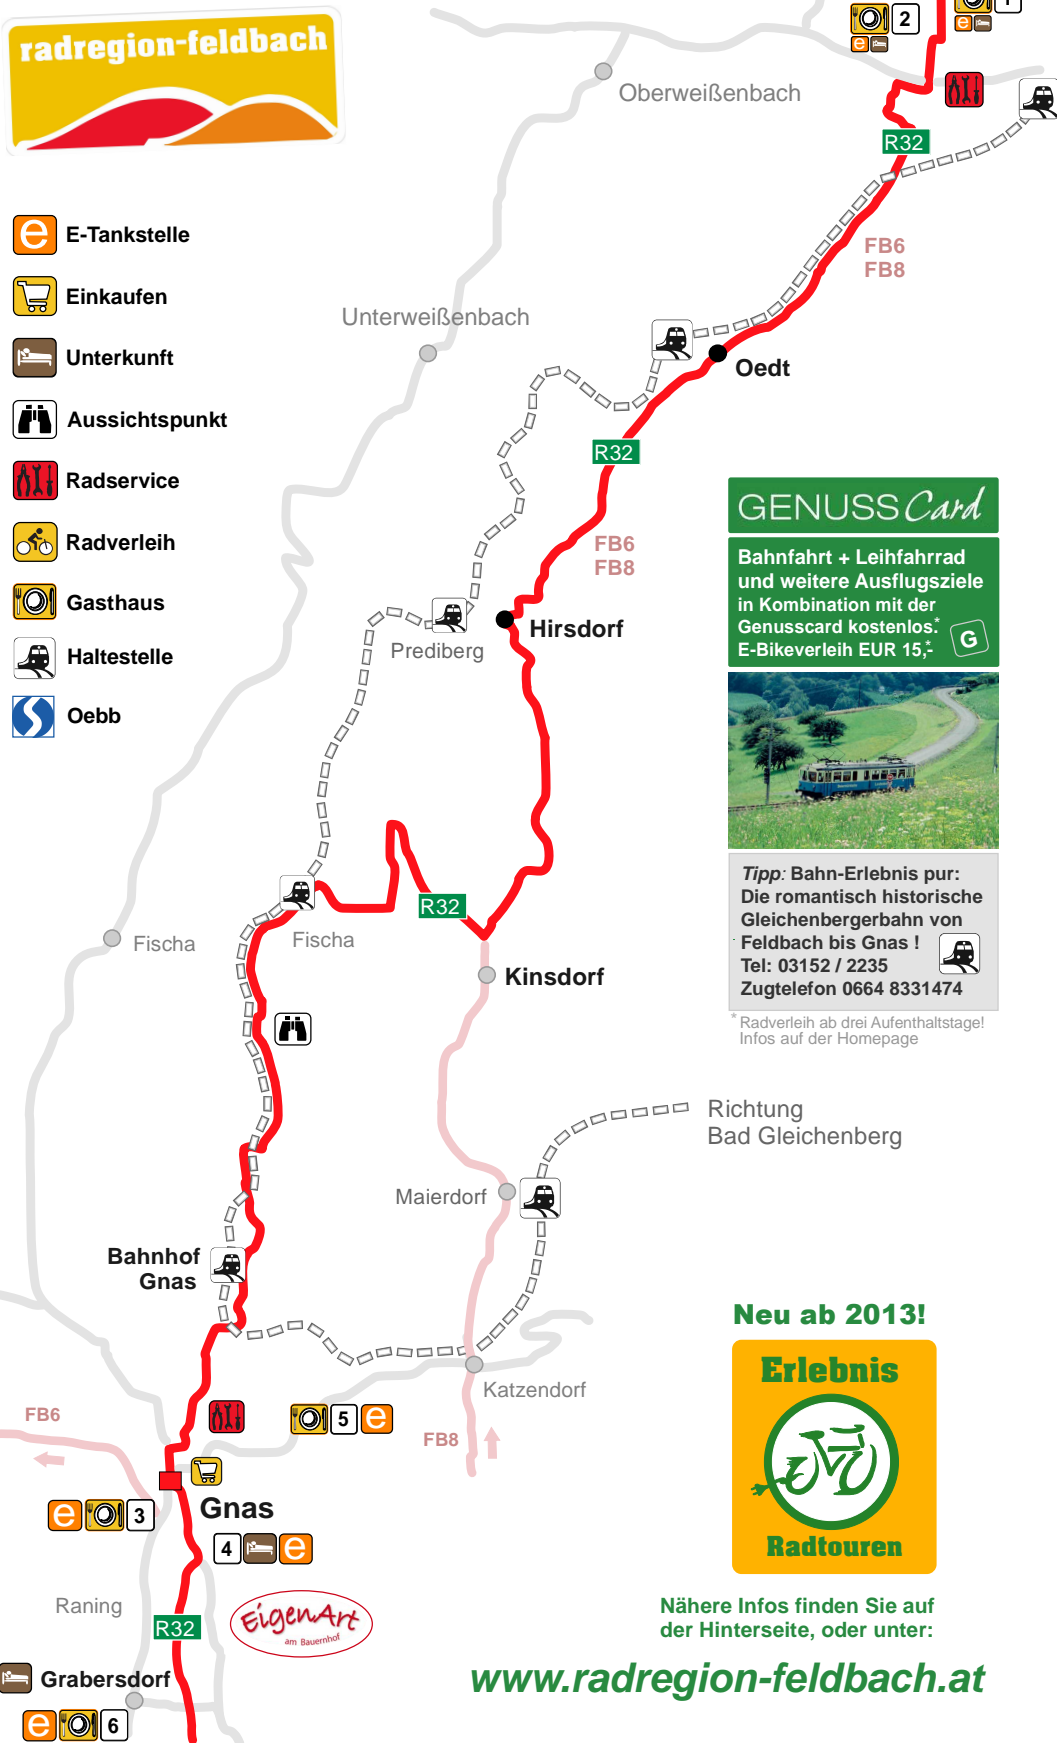 radregion-feldbach
2
1
Oberweißenbach
R32
e E-Tankstelle
Einkaufen
Unterkunft
Aussichtspunkt
Radservice
Radverleih
Gasthaus
Haltestelle
Oebb
FB6
FB8
Unterweißenbach
Oedt
R32
FB6
FB8
Hirsdorf
Prediberg
GENUSS Card
Bahnfahrt + Leihfahrrad
und weitere Ausflugsziele
in Kombination mit der
Genusscard kostenlos.*
E-Bikeverleih EUR 15,-*
G
Tipp: Bahn-Erlebnis pur:
Die romantisch historische
Gleichenbergerbahn von
Feldbach bis Gnas !
Tel: 03152 / 2235
Zugtelefon 0664 8331474
* Radverleih ab drei Aufenthaltstage!
Infos auf der Homepage
R32
Fischa
Fischa
Kinsdorf
Richtung
Bad Gleichenberg
Maierdorf
Bahnhof
Gnas
Katzendorf
FB6
5 e
FB8
e 3
Gnas
4 e
Raning
R32
EigenArt
am Bauernhof
Grabersdorf
e 6
Neu ab 2013!
Erlebnis
Radtouren
Nähere Infos finden Sie auf
der Hinterseite, oder unter:
www.radregion-feldbach.at